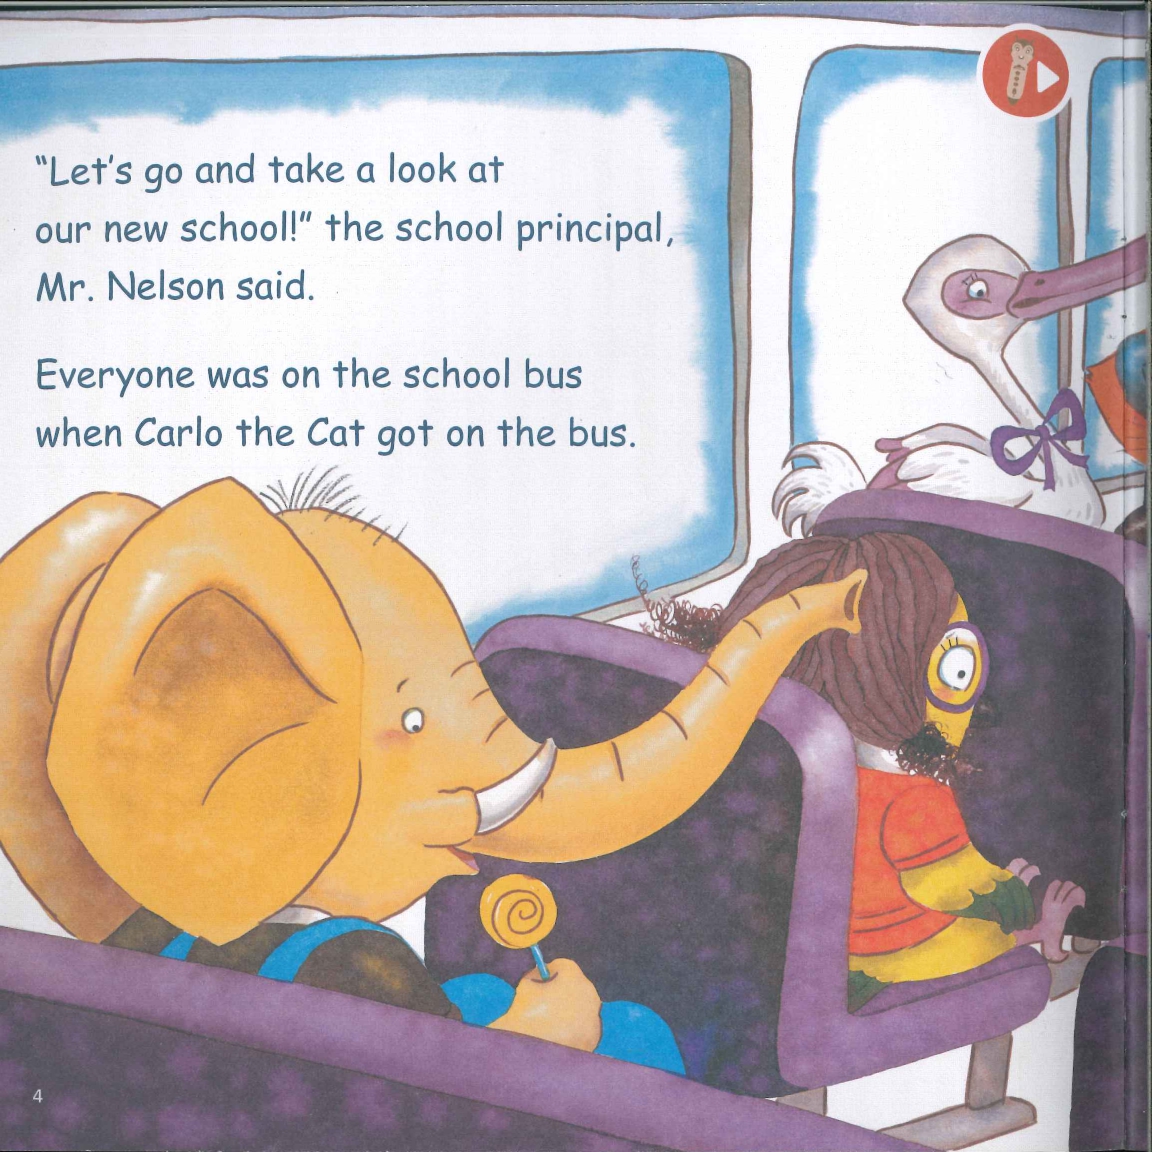 “Let’s go and take a look at
our new school!” the school principal,
Mr. Nelson said.
Everyone was on the school bus
when Carlo the Cat got on the bus.
4